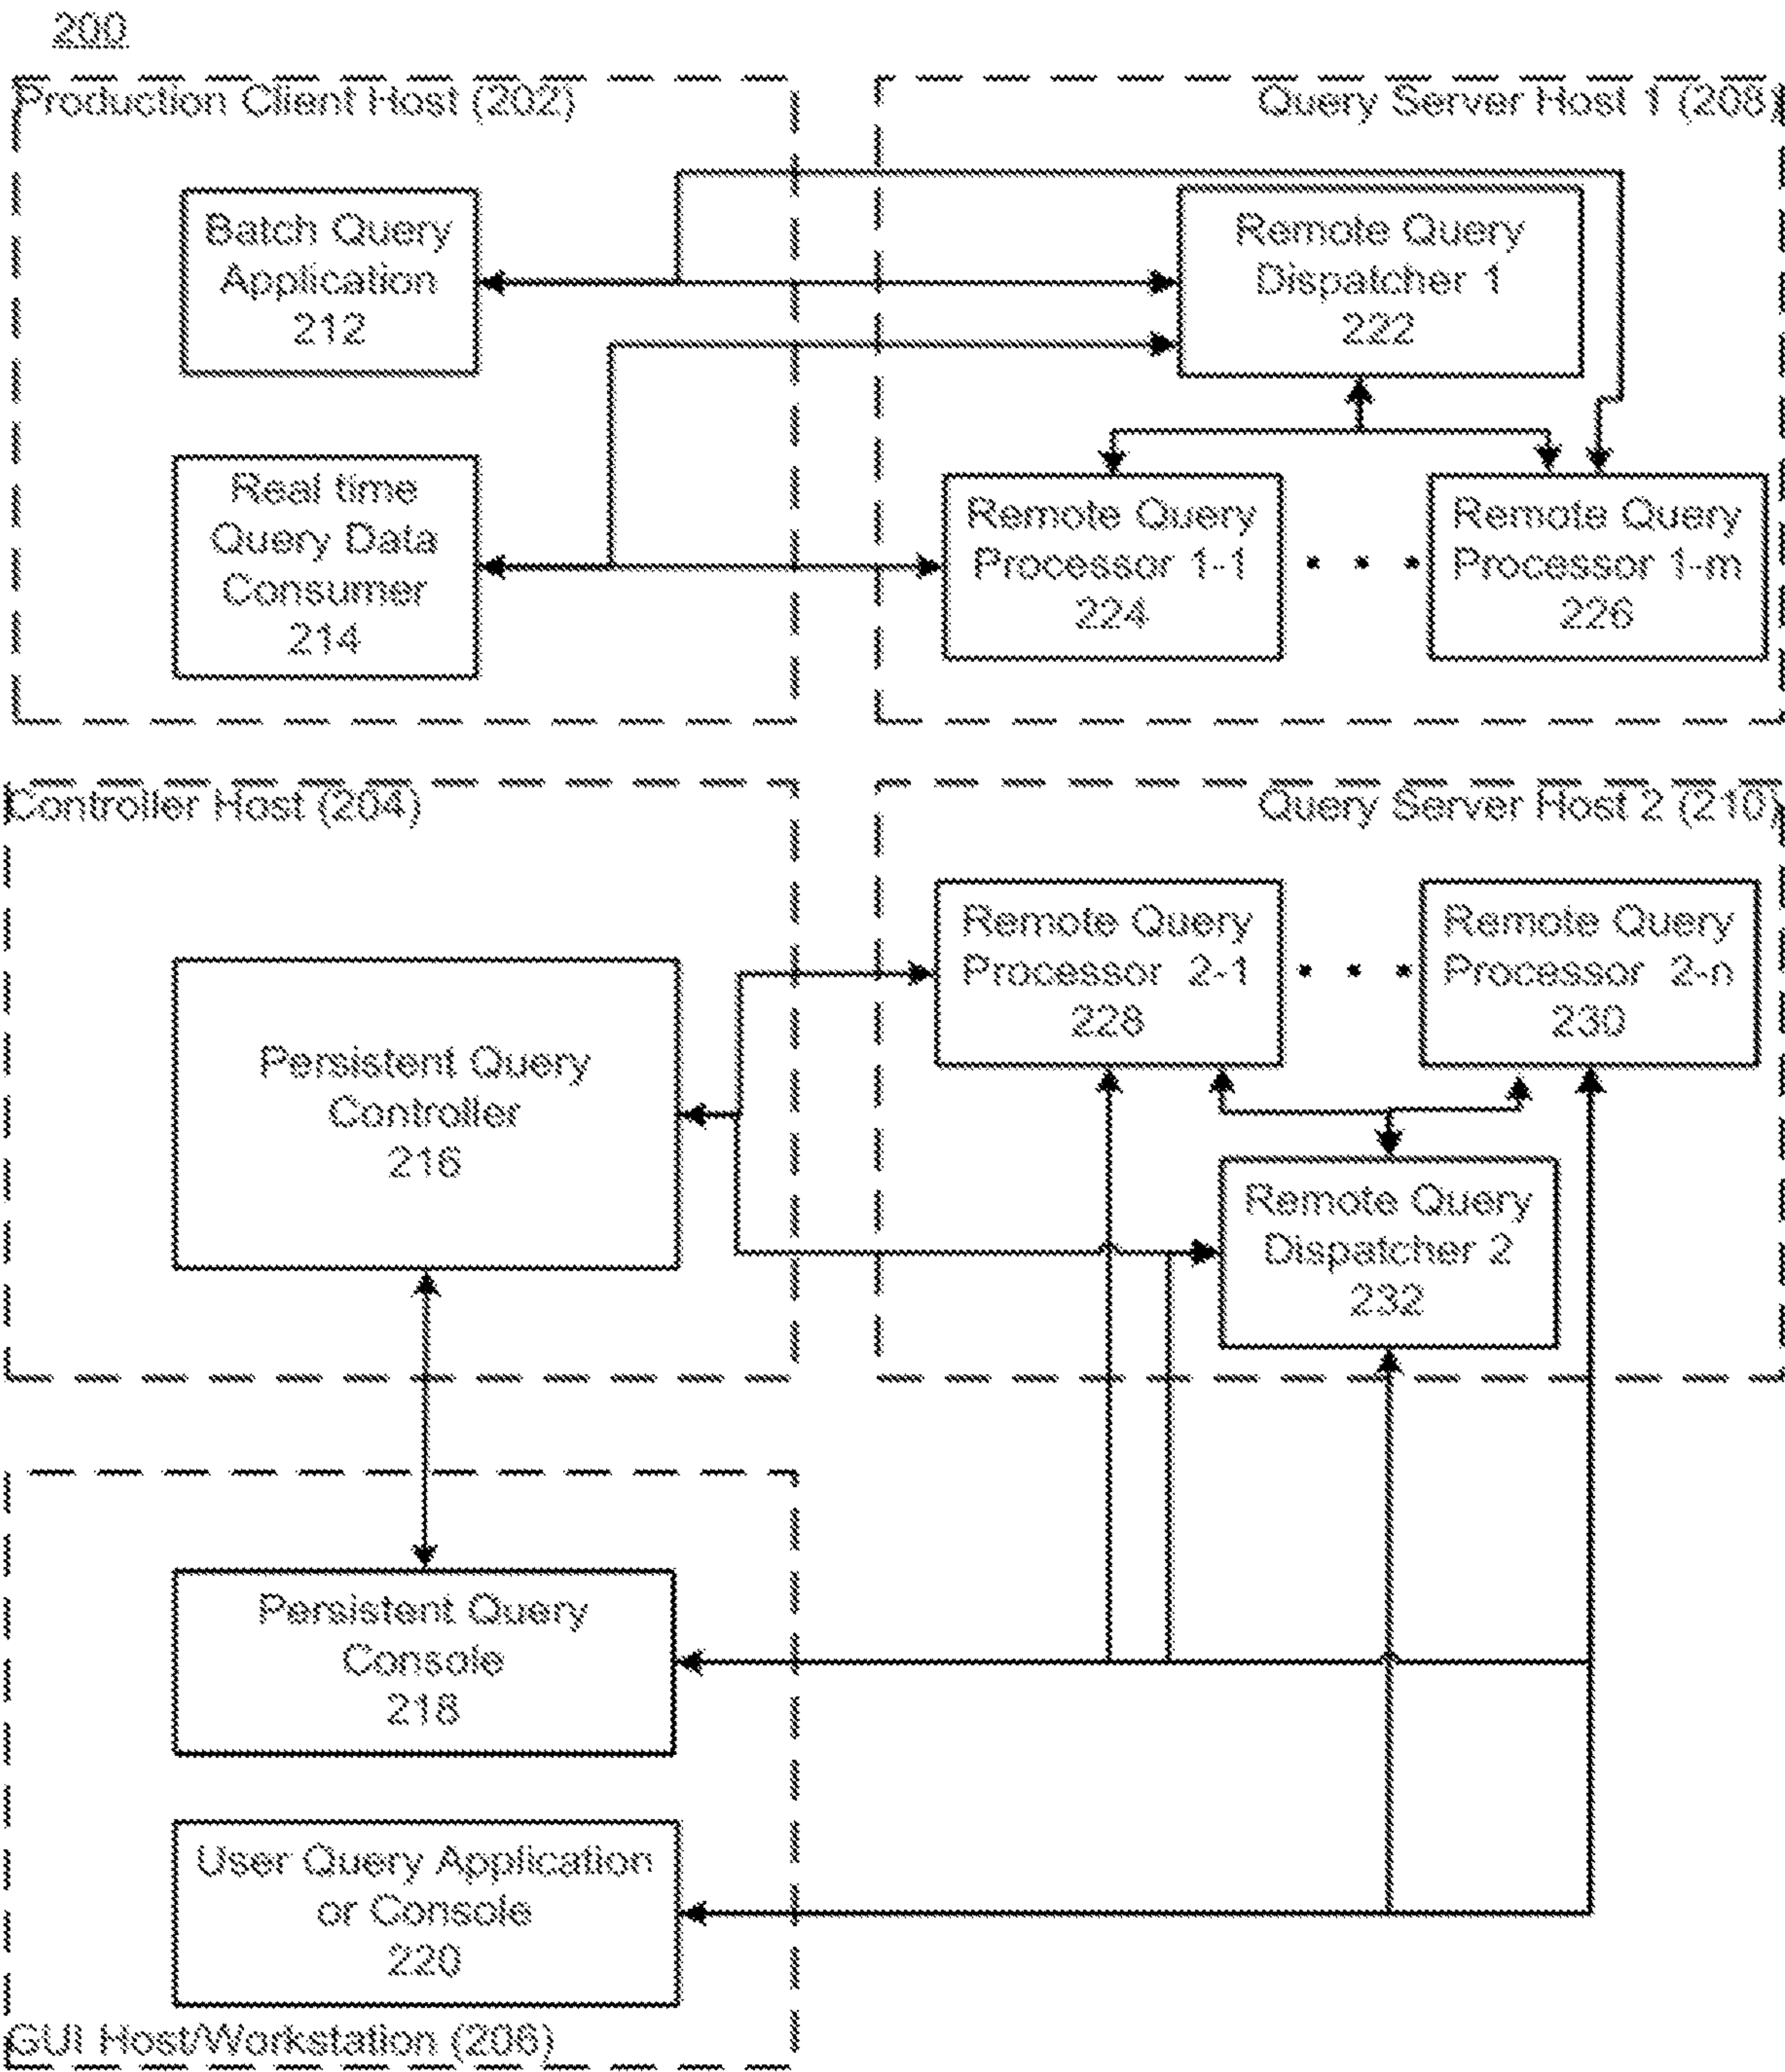 200
Production Client Host (202)
Query Server Host 1 (208)
Batch Query
Application
212
Remote Query
Dispatcher 1
222
Real time
Query Data
Consumer
214
Remote Query
Processor 1-1
224
Remote Query
Processor 1-m
226
Controller Host (204)
Query Server Host 2 (210)
Remote Query
Processor 2-1
228
Remote Query
Processor 2-n
230
Persistent Query
Controller
216
Remote Query
Dispatcher 2
232
Persistent Query
Console
218
User Query Application
or Console
220
GUI Host/Workstation (206)